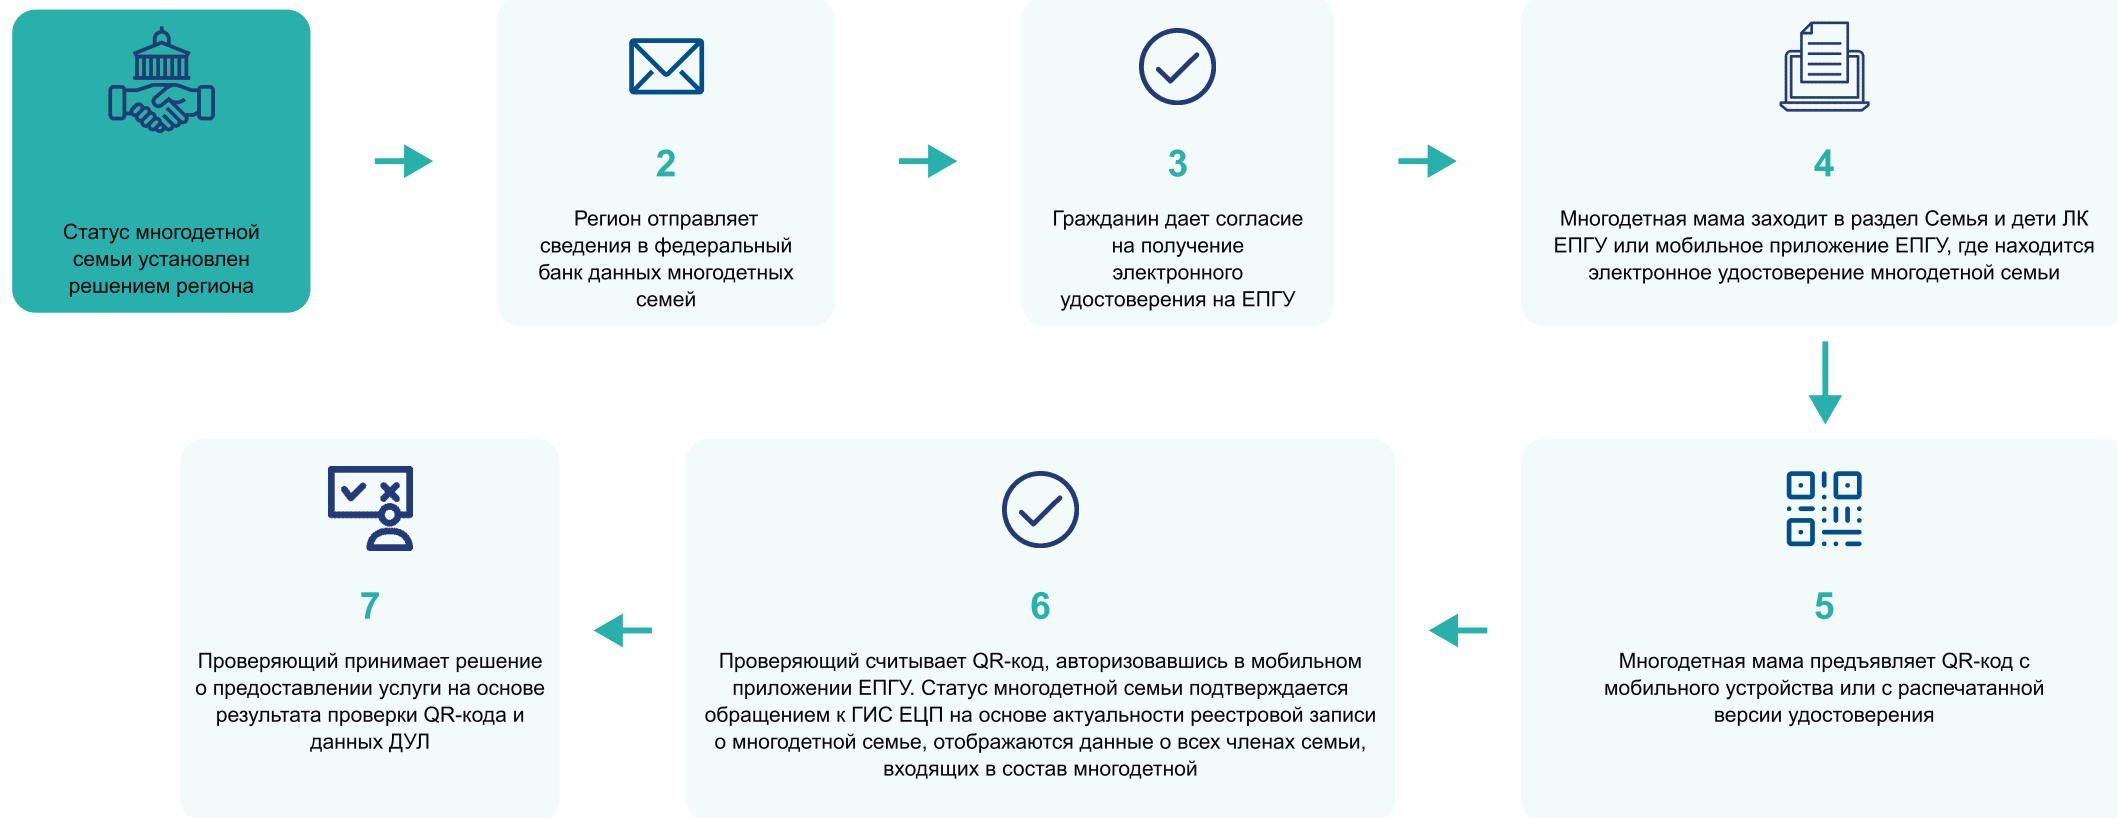 Статус многодетной
семьи установлен
решением региона
2
Регион отправляет
сведения в федеральный
банк данных многодетных
семей
3
Гражданин дает согласие
на получение
электронного
удостоверения на ЕПГУ
4
Многодетная мама заходит в раздел Семья и дети ЛК
ЕПГУ или мобильное приложение ЕПГУ, где находится
электронное удостоверение многодетной семьи
5
Многодетная мама предъявляет QR-код с
мобильного устройства или с распечатанной
версии удостоверения
6
Проверяющий считывает QR-код, авторизовавшись в мобильном
приложении ЕПГУ. Статус многодетной семьи подтверждается
обращением к ГИС ЕЦП на основе актуальности реестровой записи
о многодетной семье, отображаются данные о всех членах семьи,
входящих в состав многодетной
7
Проверяющий принимает решение
о предоставлении услуги на основе
результата проверки QR-кода и
данных ДУЛ